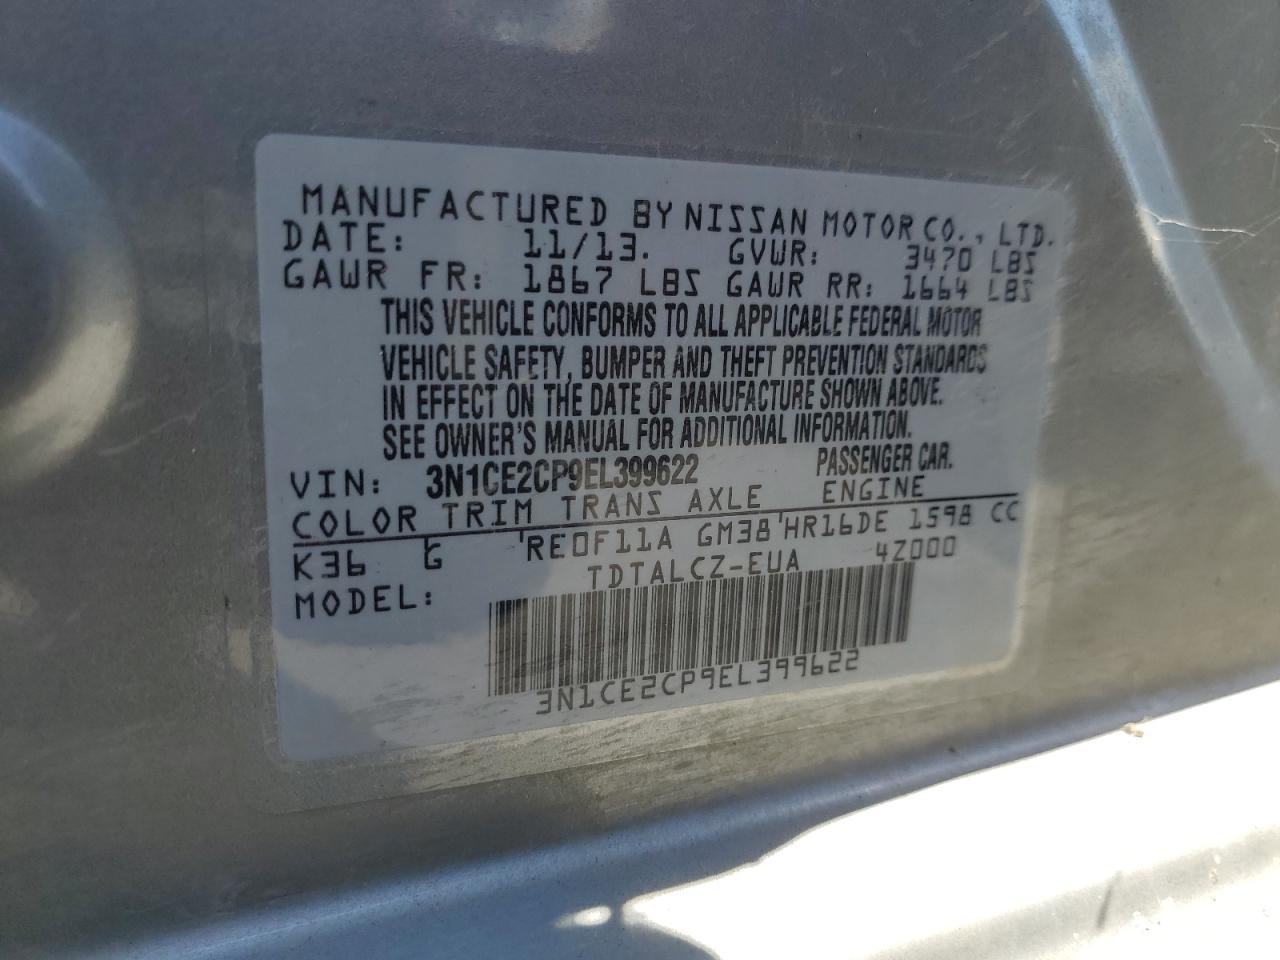 MANUFACTURED BY NISSAN MOTOR CO., LTD.
DATE: 11/13. GVWR: 3470 LBS
GAWR FR: 1867 LBS GAWR RR: 1664 LBS
THIS VEHICLE CONFORMS TO ALL APPLICABLE FEDERAL MOTOR
VEHICLE SAFETY, BUMPER AND THEFT PREVENTION STANDARDS
IN EFFECT ON THE DATE OF MANUFACTURE SHOWN ABOVE.
SEE OWNER'S MANUAL FOR ADDITIONAL INFORMATION.
VIN: 3N1CE2CP9EL399622 PASSENGER CAR.
COLOR TRIM TRANS AXLE ENGINE
K36 G RE0F11A GM38 HR16DE 1598 CC
MODEL: TDTALCZ-EUA 4Z000
3N1CE2CP9EL399622